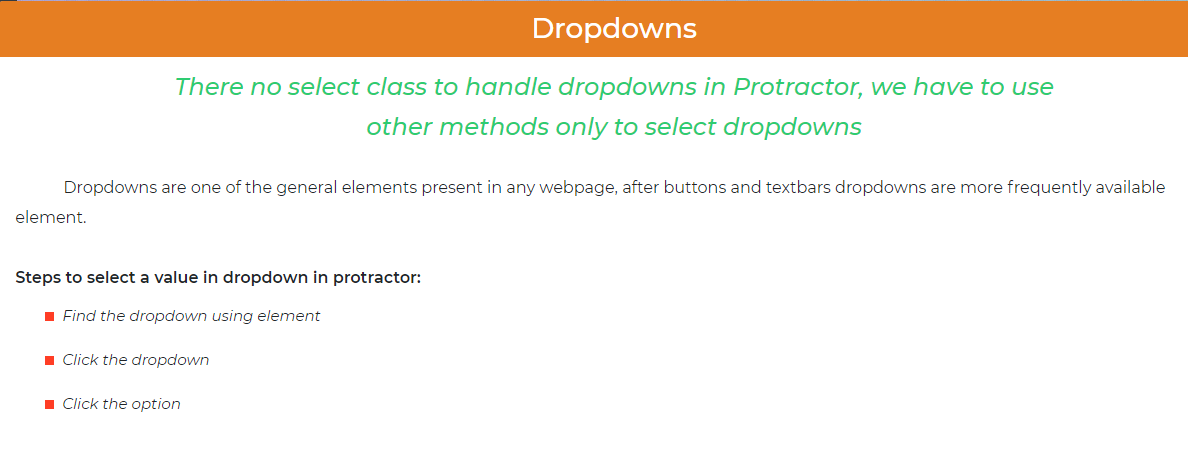 Dropdowns
There no select class to handle dropdowns in Protractor, we have to use
other methods only to select dropdowns
Dropdowns are one of the general elements present in any webpage, after buttons and textbars dropdowns are more frequently available
element.
Steps to select a value in dropdown in protractor:
Find the dropdown using element
Click the dropdown
Click the option